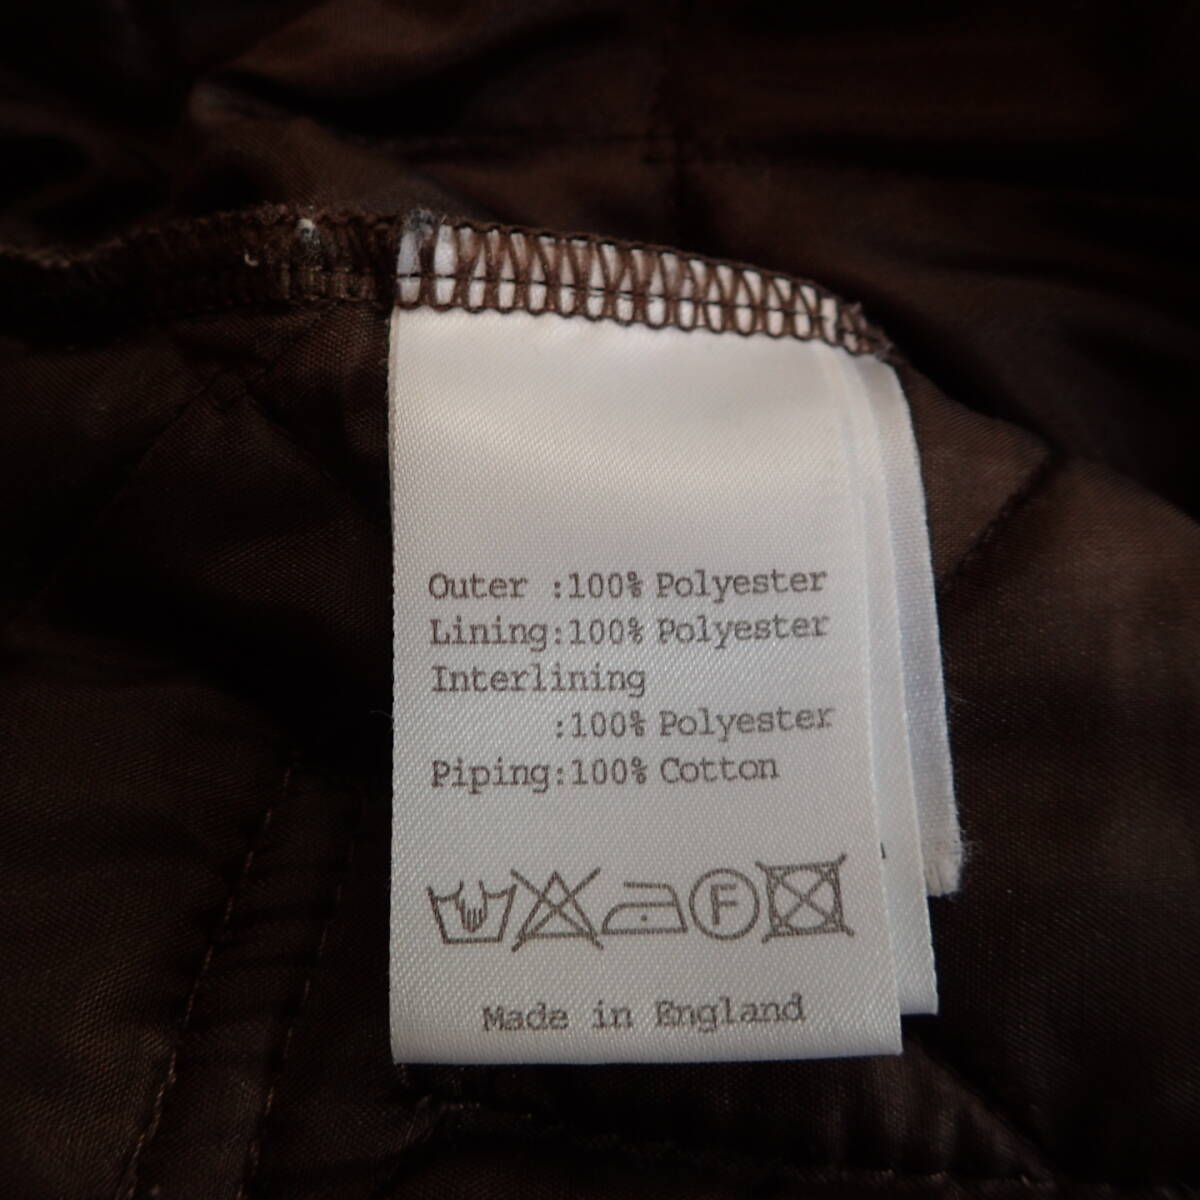 Outer :100% Polyester
Lining:100% Polyester
Interlining
:100% Polyester
Piping:100% Cotton
F
Made in England